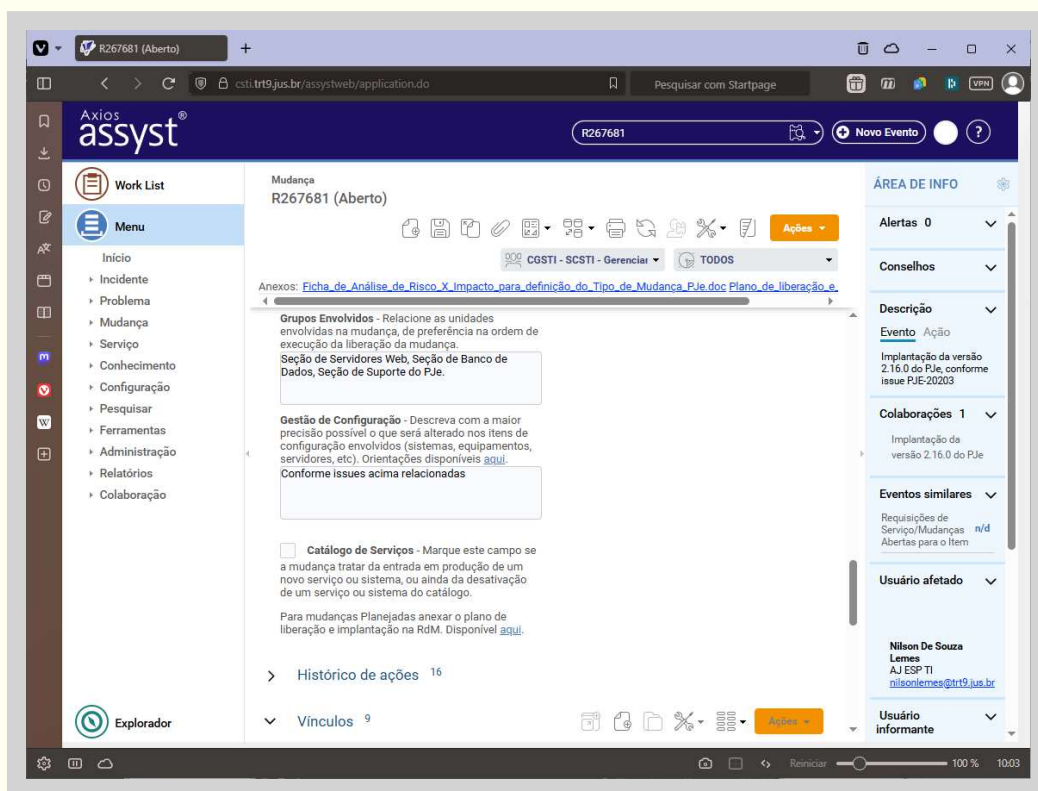 R267681 (Aberto)
csti.trt9.jus.br/assystweb/application.do
Pesquisar com Startpage
VPN
Axios
assyst®
R267681
Novo Evento
?
Work List
Menu
Início
Incidente
Problema
Mudança
Serviço
Conhecimento
Configuração
Pesquisar
Ferramentas
Administração
Relatórios
Colaboração
Explorador
Mudança
R267681 (Aberto)
Ações
CGSTI - SCSTI - Gerenciar
TODOS
Anexos: Ficha_de_Análise_de_Risco_X_Impacto_para_definição_do_Tipo_de_Mudança_PJe.doc Plano_de_liberação_e_
Grupos Envolvidos - Relacione as unidades
envolvidas na mudança, de preferência na ordem de
execução da liberação da mudança.
Seção de Servidores Web, Seção de Banco de
Dados, Seção de Suporte do PJe.
Gestão de Configuração - Descreva com a maior
precisão possível o que será alterado nos itens de
configuração envolvidos (sistemas, equipamentos,
servidores, etc). Orientações disponíveis aqui.
Conforme issues acima relacionadas
Catálogo de Serviços - Marque este campo se
a mudança tratar da entrada em produção de um
novo serviço ou sistema, ou ainda da desativação
de um serviço ou sistema do catálogo.
Para mudanças Planejadas anexar o plano de
liberação e implantação na RdM. Disponível aqui.
Histórico de ações 16
Vínculos 9
Ações
ÁREA DE INFO
Alertas 0
Conselhos
Descrição
Evento Ação
Implantação da versão
2.16.0 do PJe, conforme
issue PJE-20203
Colaborações 1
Implantação da
versão 2.16.0 do PJe
Eventos similares
Requisições de
Serviço/Mudanças n/d
Abertas para o Item
Usuário afetado
Nilson De Souza
Lemes
AJ ESP TI
nilsonlemes@trt9.jus.br
Usuário
informante
Reiniciar
100 %
10:03